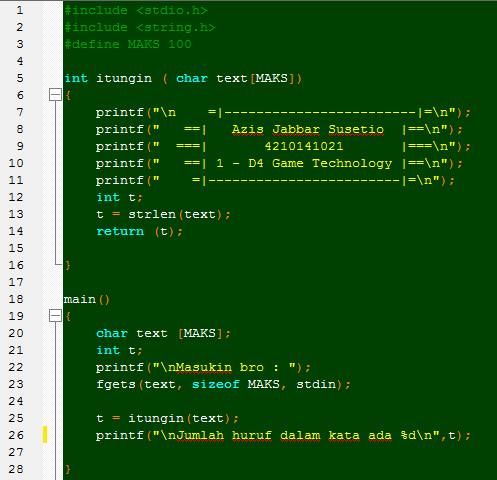 1 #include <stdio.h>
2 #include <string.h>
3 #define MAKS 100
4
5 int itungin ( char text[MAKS])
6 {
7     printf("\n    =|------------------------|=\n");
8     printf("   ==|   Azis Jabbar Susetio  |==\n");
9     printf("  ===|       4210141021       |===\n");
10     printf("   ==| 1 - D4 Game Technology |==\n");
11     printf("    =|------------------------|=\n");
12     int t;
13     t = strlen(text);
14     return (t);
15
16 }
17
18 main()
19 {
20     char text [MAKS];
21     int t;
22     printf("\nMasukin bro : ");
23     fgets(text, sizeof MAKS, stdin);
24
25     t = itungin(text);
26     printf("\nJumlah huruf dalam kata ada %d\n",t);
27
28 }